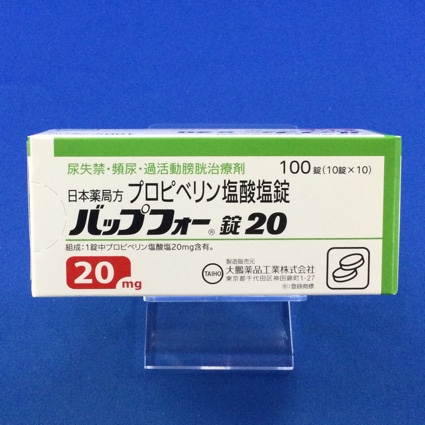 尿失禁・頻尿・過活動膀胱治療剤
100錠(10錠×10)
日本薬局方 プロピベリン塩酸塩錠
バップフォー®錠20
組成:1錠中プロピベリン塩酸塩20mg含有。
20mg
製造販売元
TAIHO 大鵬薬品工業株式会社
東京都千代田区神田錦町1-27
®:登録商標